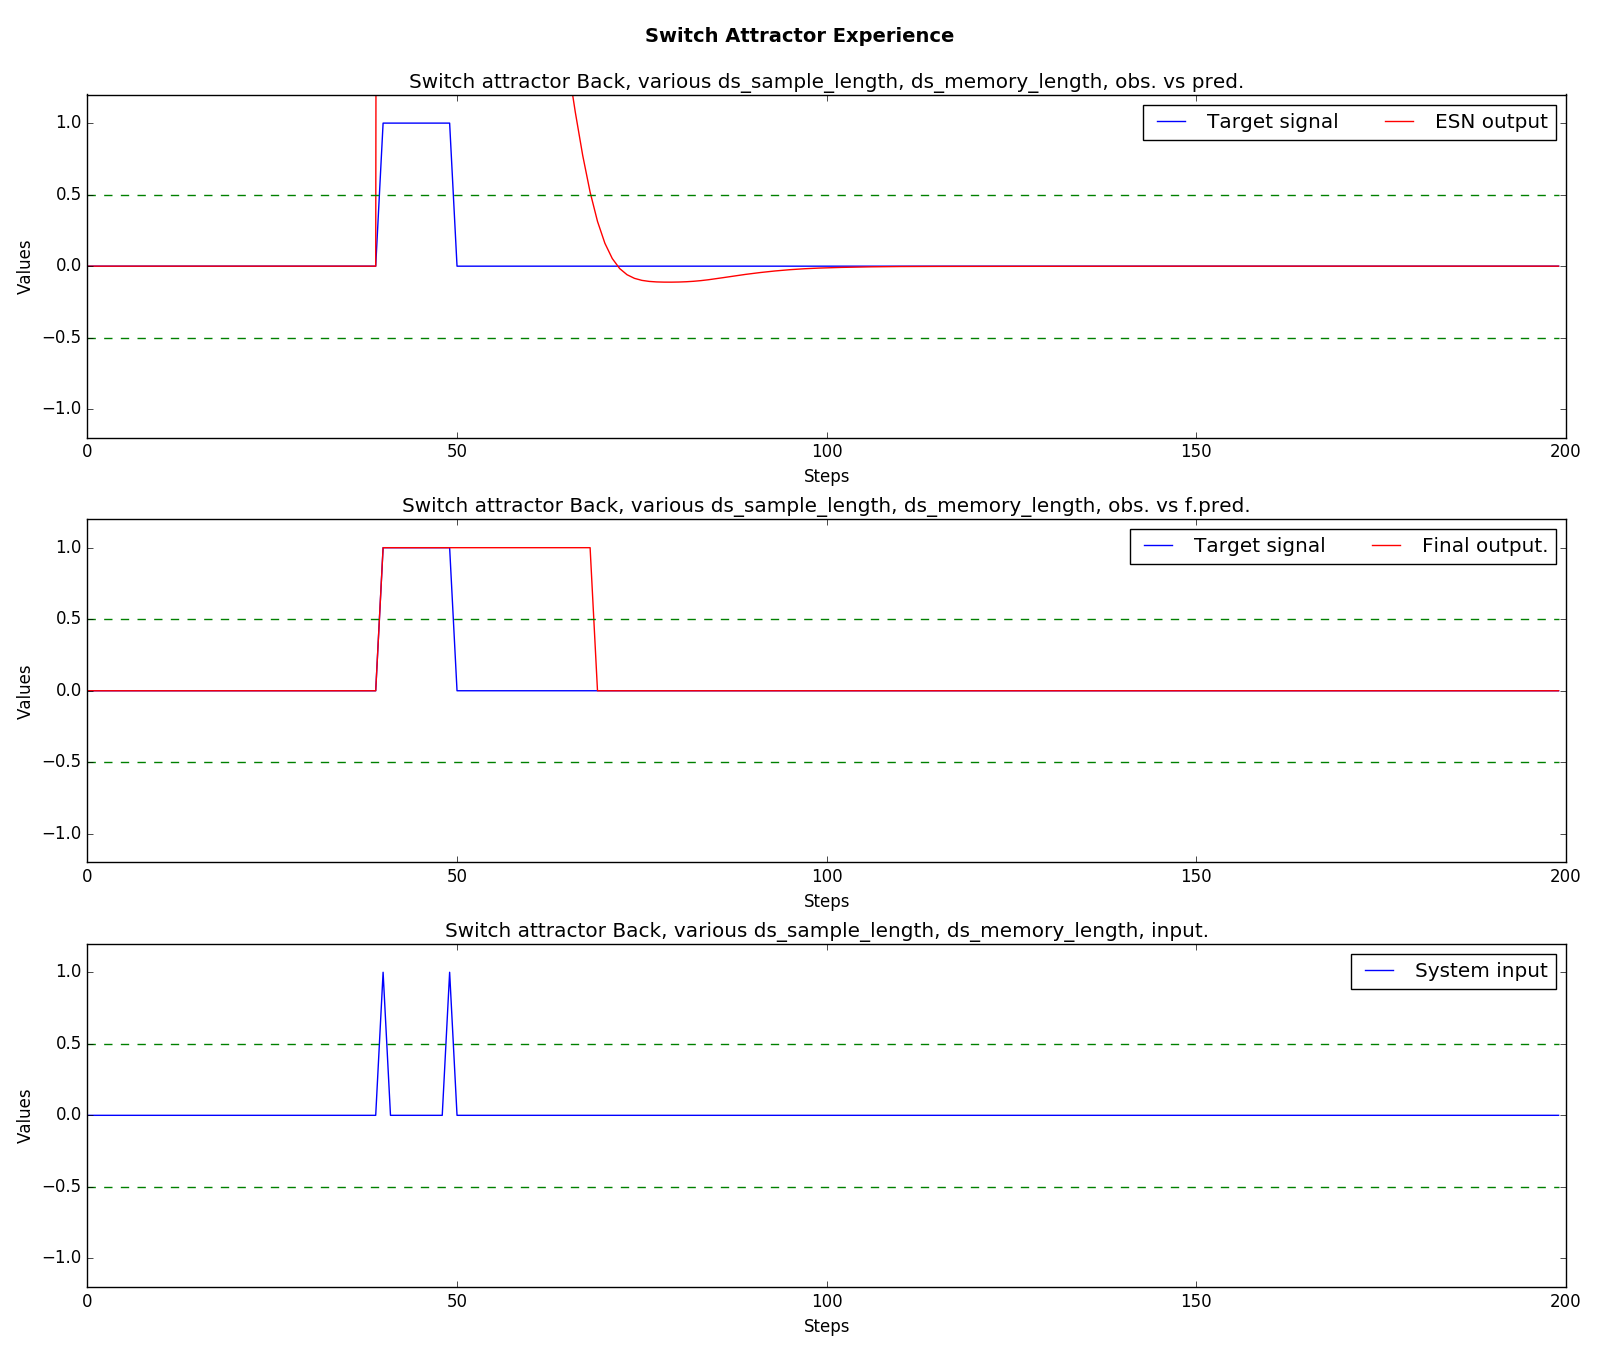 Switch Attractor Experience
Switch attractor Back, various ds_sample_length, ds_memory_length, obs. vs pred.
Target signal ESN output
1.0
0.5
0.0
−0.5
−1.0
Values
0 50 100 150 200
Steps
Switch attractor Back, various ds_sample_length, ds_memory_length, obs. vs f.pred.
Target signal Final output.
1.0
0.5
0.0
−0.5
−1.0
Values
0 50 100 150 200
Steps
Switch attractor Back, various ds_sample_length, ds_memory_length, input.
System input
1.0
0.5
0.0
−0.5
−1.0
Values
0 50 100 150 200
Steps